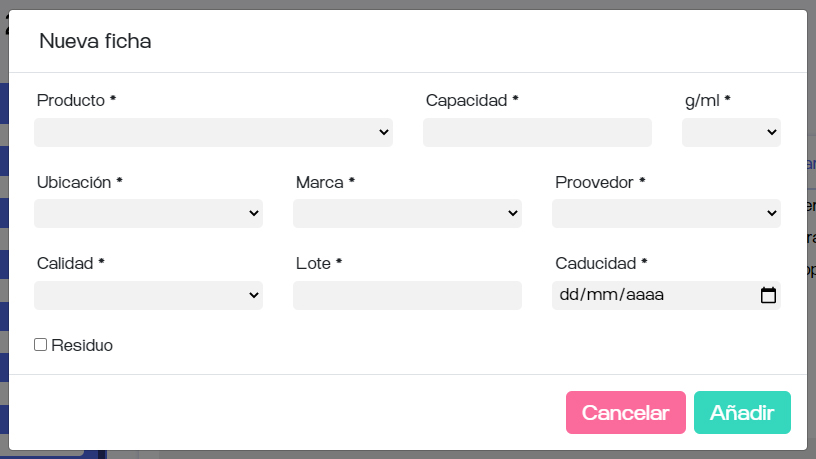 Nueva ficha
Producto * Capacidad * g/ml *
Ubicación * Marca * Proovedor *
Calidad * Lote * Caducidad *
dd/mm/aaaa
Residuo
Cancelar Añadir